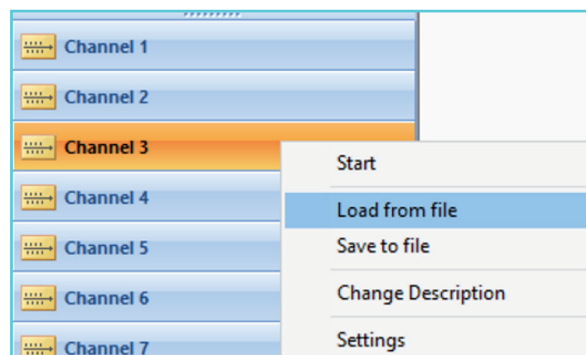 Channel 1
Channel 2
Channel 3
Start
Channel 4
Load from file
Channel 5
Save to file
Channel 6
Change Description
Channel 7
Settings